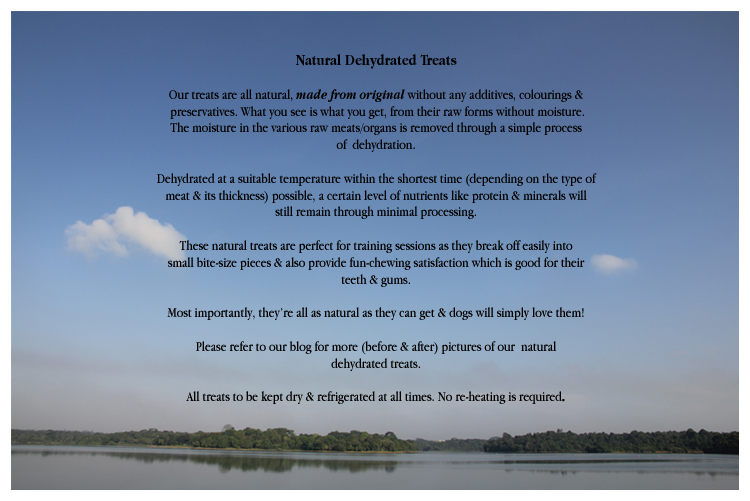 Natural Dehydrated Treats
Our treats are all natural, made from original without any additives, colourings &
preservatives. What you see is what you get, from their raw forms without moisture.
The moisture in the various raw meats/organs is removed through a simple process
of dehydration.
Dehydrated at a suitable temperature within the shortest time (depending on the type of
meat & its thickness) possible, a certain level of nutrients like protein & minerals will
still remain through minimal processing.
These natural treats are perfect for training sessions as they break off easily into
small bite-size pieces & also provide fun-chewing satisfaction which is good for their
teeth & gums.
Most importantly, they're all as natural as they can get & dogs will simply love them!
Please refer to our blog for more (before & after) pictures of our natural
dehydrated treats.
All treats to be kept dry & refrigerated at all times. No re-heating is required.